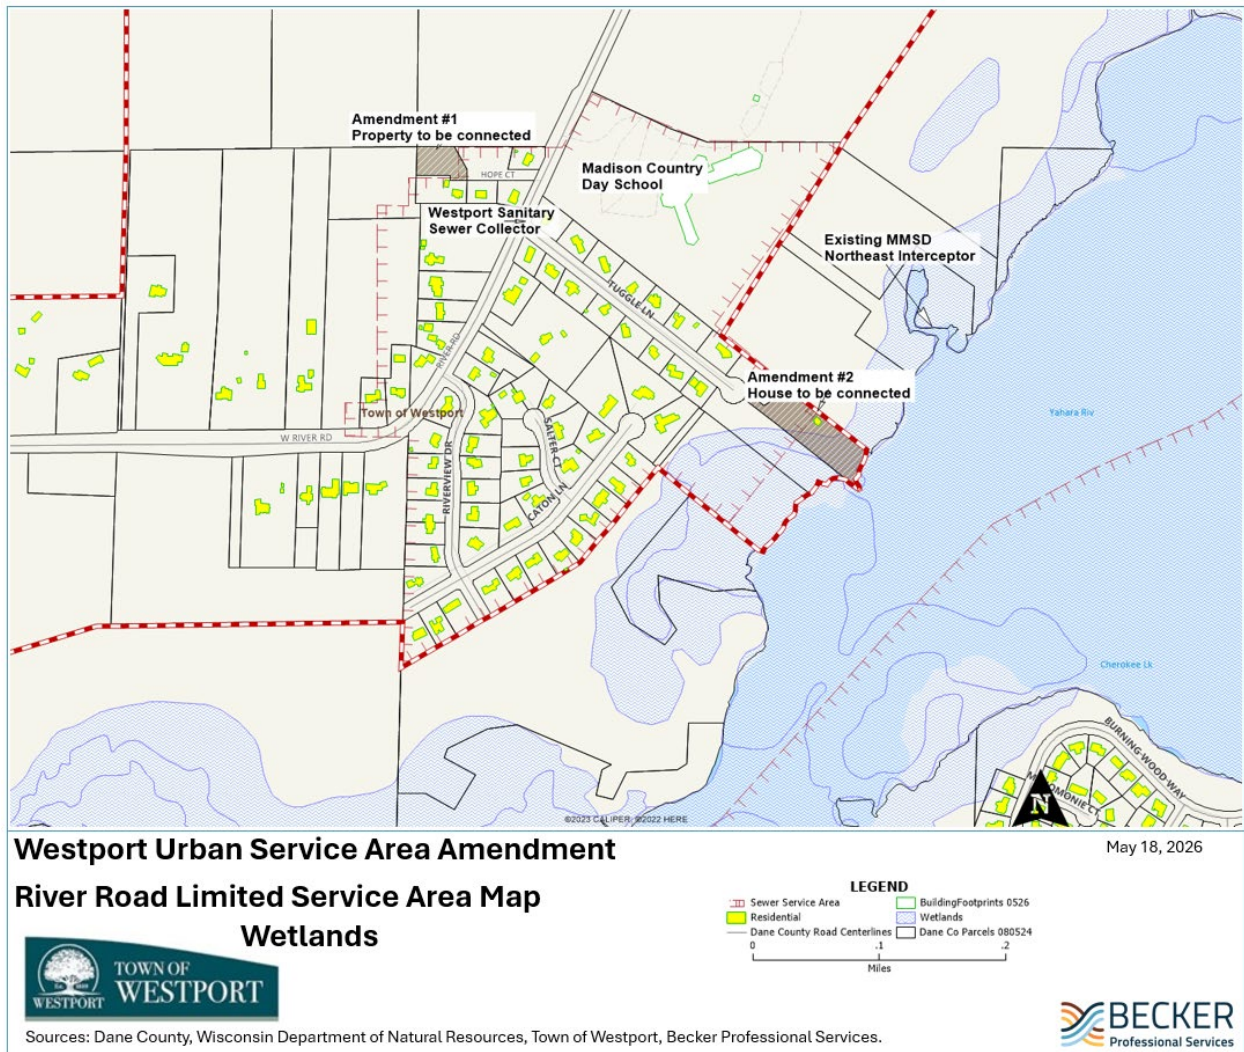 Amendment #1
Property to be connected
HOPE CT
Madison Country
Day School
Westport Sanitary
Sewer Collector
Existing MMSD
Northeast Interceptor
TUGGLE LN
RIVER RD
Amendment #2
House to be connected
Town of Westport
Yahara Riv
W RIVER RD
SALTER CT
RIVERVIEW DR
CATON LN
Cherokee Lk
BURNING WOOD WAY
N
©2023 CALIPER; ©2022 HERE
Westport Urban Service Area Amendment
May 18, 2026
River Road Limited Service Area Map
Wetlands
LEGEND
Sewer Service Area
BuildingFootprints 0526
Residential
Wetlands
Dane County Road Centerlines
Dane Co Parcels 080524
0 .1 .2
Miles
WESTPORT
TOWN OF
WESTPORT
BECKER
Professional Services
Sources: Dane County, Wisconsin Department of Natural Resources, Town of Westport, Becker Professional Services.